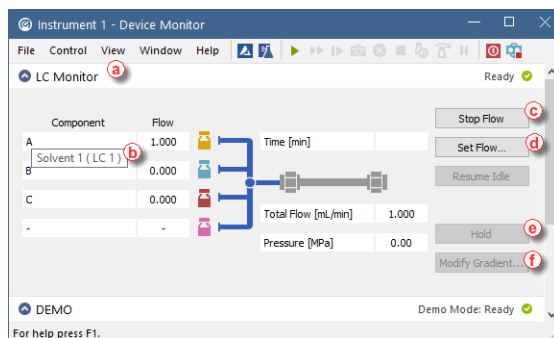 Instrument 1 - Device Monitor
File Control View Window Help
a
LC Monitor Ready
Component Flow
c
Stop Flow
A 1.000 Time [min]
d
Set Flow...
Solvent 1 ( LC 1 ) b
B 0.000
Resume Idle
C 0.000
Total Flow [mL/min] 1.000
- -
e
Hold
Pressure [MPa] 0.00
f
Modify Gradient...
DEMO Demo Mode: Ready
For help press F1.